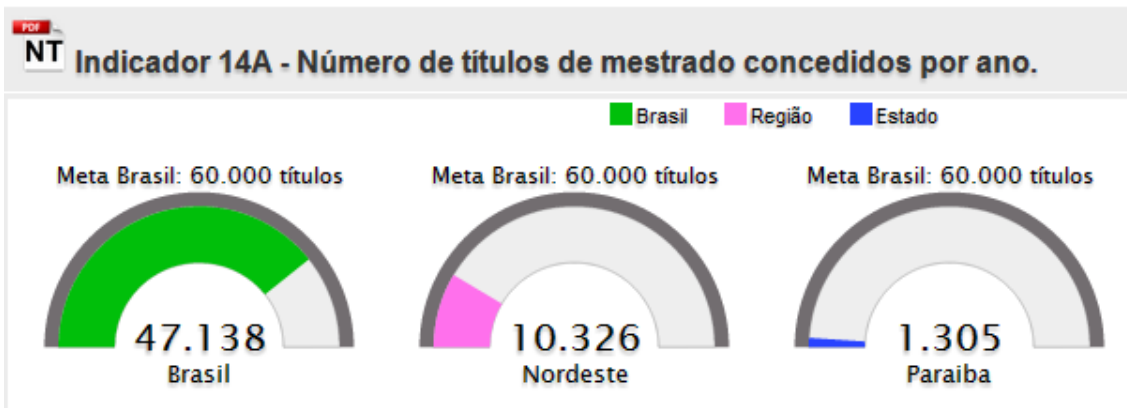 PDF
NT
Indicador 14A - Número de títulos de mestrado concedidos por ano.
Brasil Região Estado
Meta Brasil: 60.000 títulos
47.138
Brasil
Meta Brasil: 60.000 títulos
10.326
Nordeste
Meta Brasil: 60.000 títulos
1.305
Paraiba